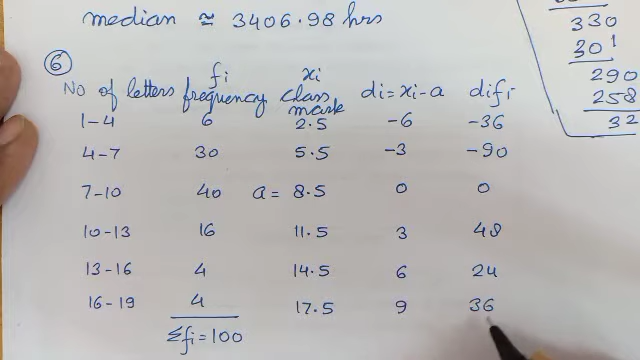 median ≃ 3406.98 hrs
330
301
290
258
32
6
No of letters fi frequency xi class mark di = xi - a difi
1-4 6 2.5 -6 -36
4-7 30 5.5 -3 -90
7-10 40 a = 8.5 0 0
10-13 16 11.5 3 48
13-16 4 14.5 6 24
16-19 4 17.5 9 36
Σfi = 100